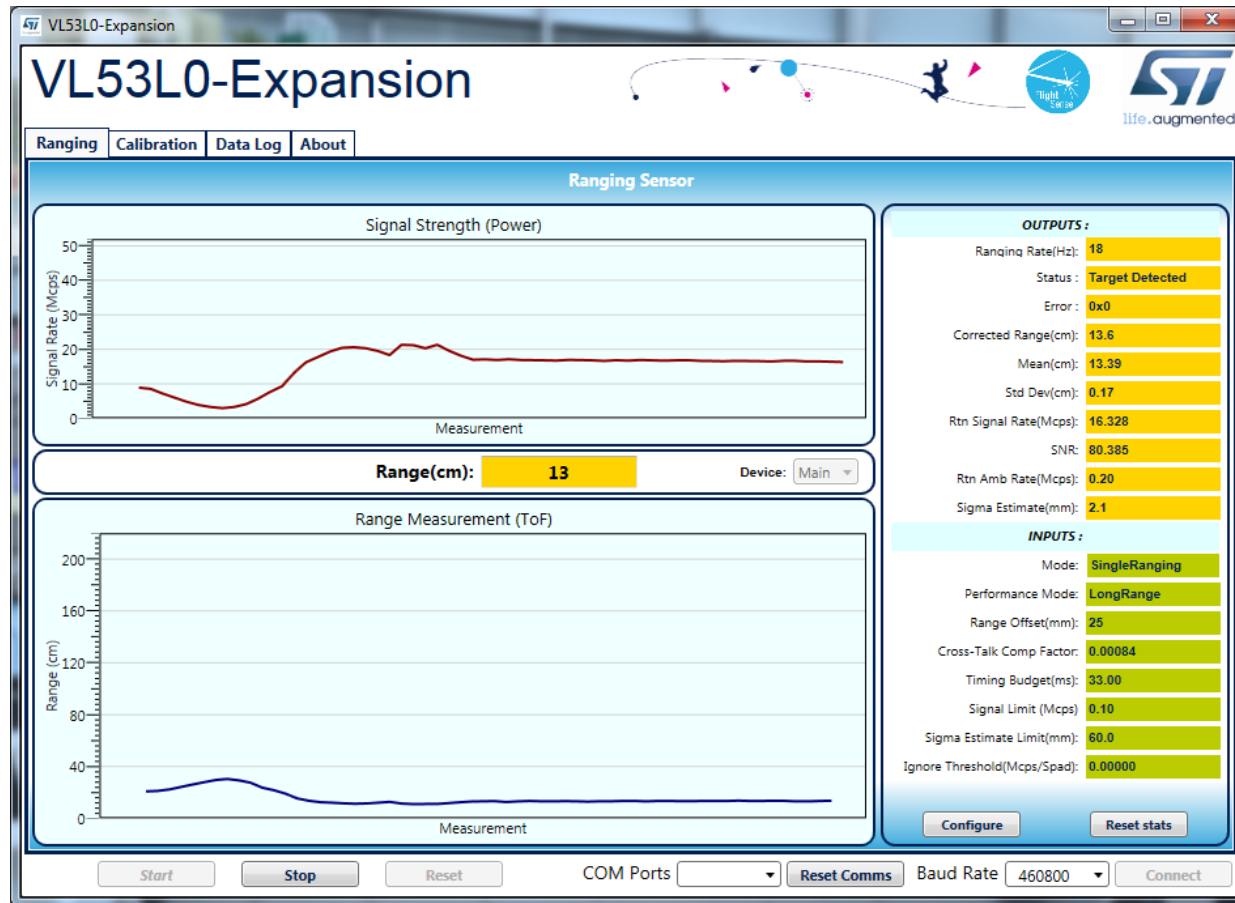 VL53L0-Expansion
VL53L0-Expansion
Flight
Sense
life.augmented
Ranging Calibration Data Log About
Ranging Sensor
Signal Strength (Power)
50
40
30
20
10
0
Signal Rate (Mcps)
Measurement
Range(cm): 13 Device: Main
Range Measurement (ToF)
200
160
120
80
40
0
Range (cm)
Measurement
OUTPUTS :
Ranging Rate(Hz): 18
Status : Target Detected
Error : 0x0
Corrected Range(cm): 13.6
Mean(cm): 13.39
Std Dev(cm): 0.17
Rtn Signal Rate(Mcps): 16.328
SNR: 80.385
Rtn Amb Rate(Mcps): 0.20
Sigma Estimate(mm): 2.1
INPUTS :
Mode: SingleRanging
Performance Mode: LongRange
Range Offset(mm): 25
Cross-Talk Comp Factor: 0.00084
Timing Budget(ms): 33.00
Signal Limit (Mcps) 0.10
Sigma Estimate Limit(mm): 60.0
Ignore Threshold(Mcps/Spad): 0.00000
Configure Reset stats
Start Stop Reset COM Ports Reset Comms Baud Rate 460800 Connect